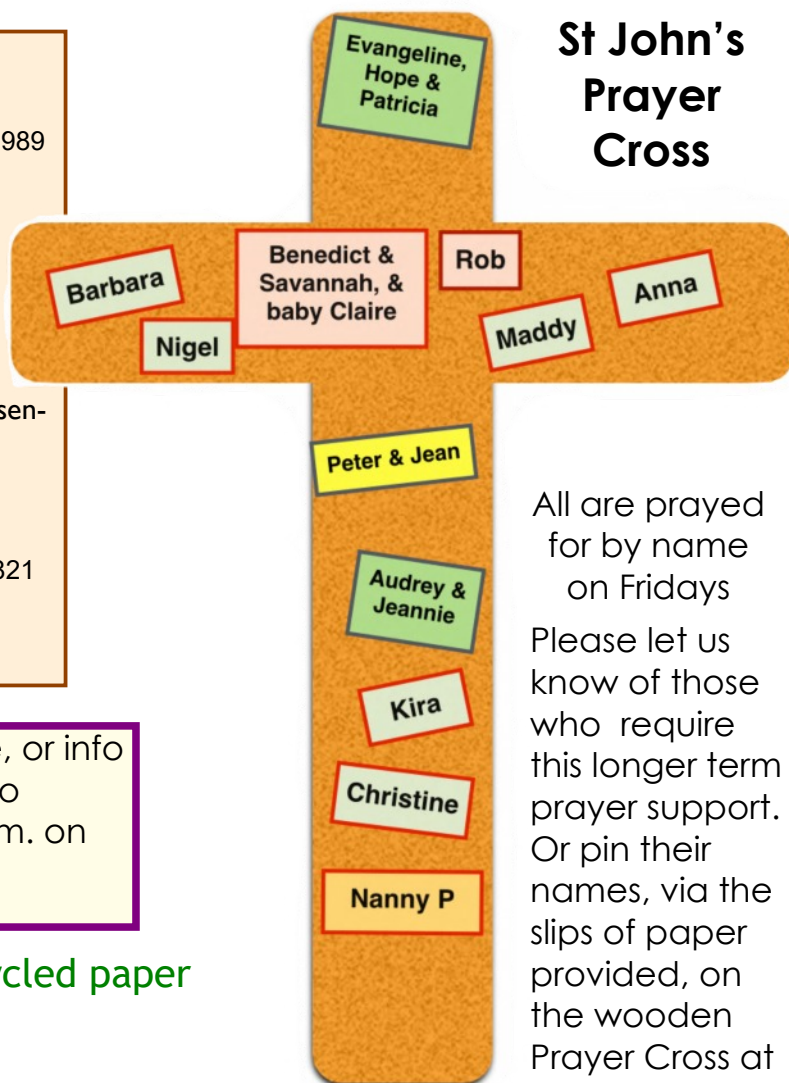 989
sen-
321
, or info
o
m. on
cled paper
St John's
Prayer
Cross
Evangeline,
Hope &
Patricia
Barbara
Nigel
Benedict &
Savannah, &
baby Claire
Rob
Maddy
Anna
Peter & Jean
Audrey &
Jeannie
Kira
Christine
Nanny P
All are prayed
for by name
on Fridays
Please let us
know of those
who require
this longer term
prayer support.
Or pin their
names, via the
slips of paper
provided, on
the wooden
Prayer Cross at